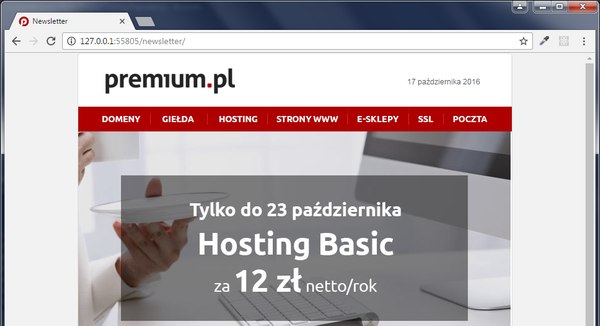 Newsletter
127.0.0.1:55805/newsletter/
premium.pl
17 października 2016
DOMENY GIEŁDA HOSTING STRONY WWW E-SKLEPY SSL POCZTA
Tylko do 23 października
Hosting Basic
za 12 zł netto/rok